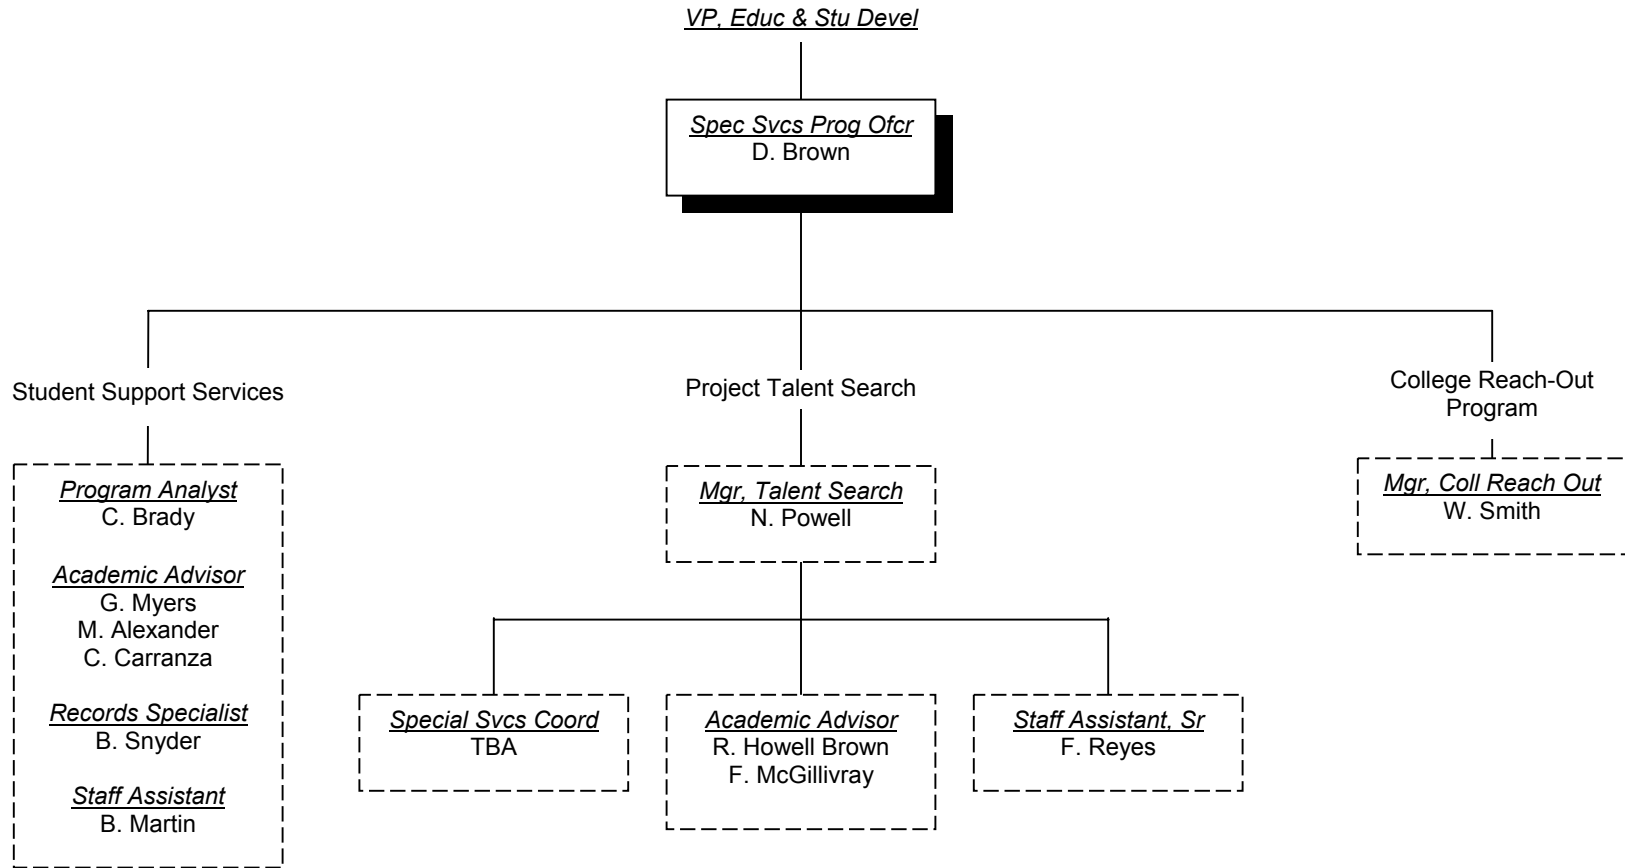 VP, Educ & Stu Devel
Spec Svcs Prog Ofcr
D. Brown
Student Support Services
Project Talent Search
College Reach-Out
Program
Program Analyst
C. Brady
Academic Advisor
G. Myers
M. Alexander
C. Carranza
Records Specialist
B. Snyder
Staff Assistant
B. Martin
Mgr, Talent Search
N. Powell
Mgr, Coll Reach Out
W. Smith
Special Svcs Coord
TBA
Academic Advisor
R. Howell Brown
F. McGillivray
Staff Assistant, Sr
F. Reyes